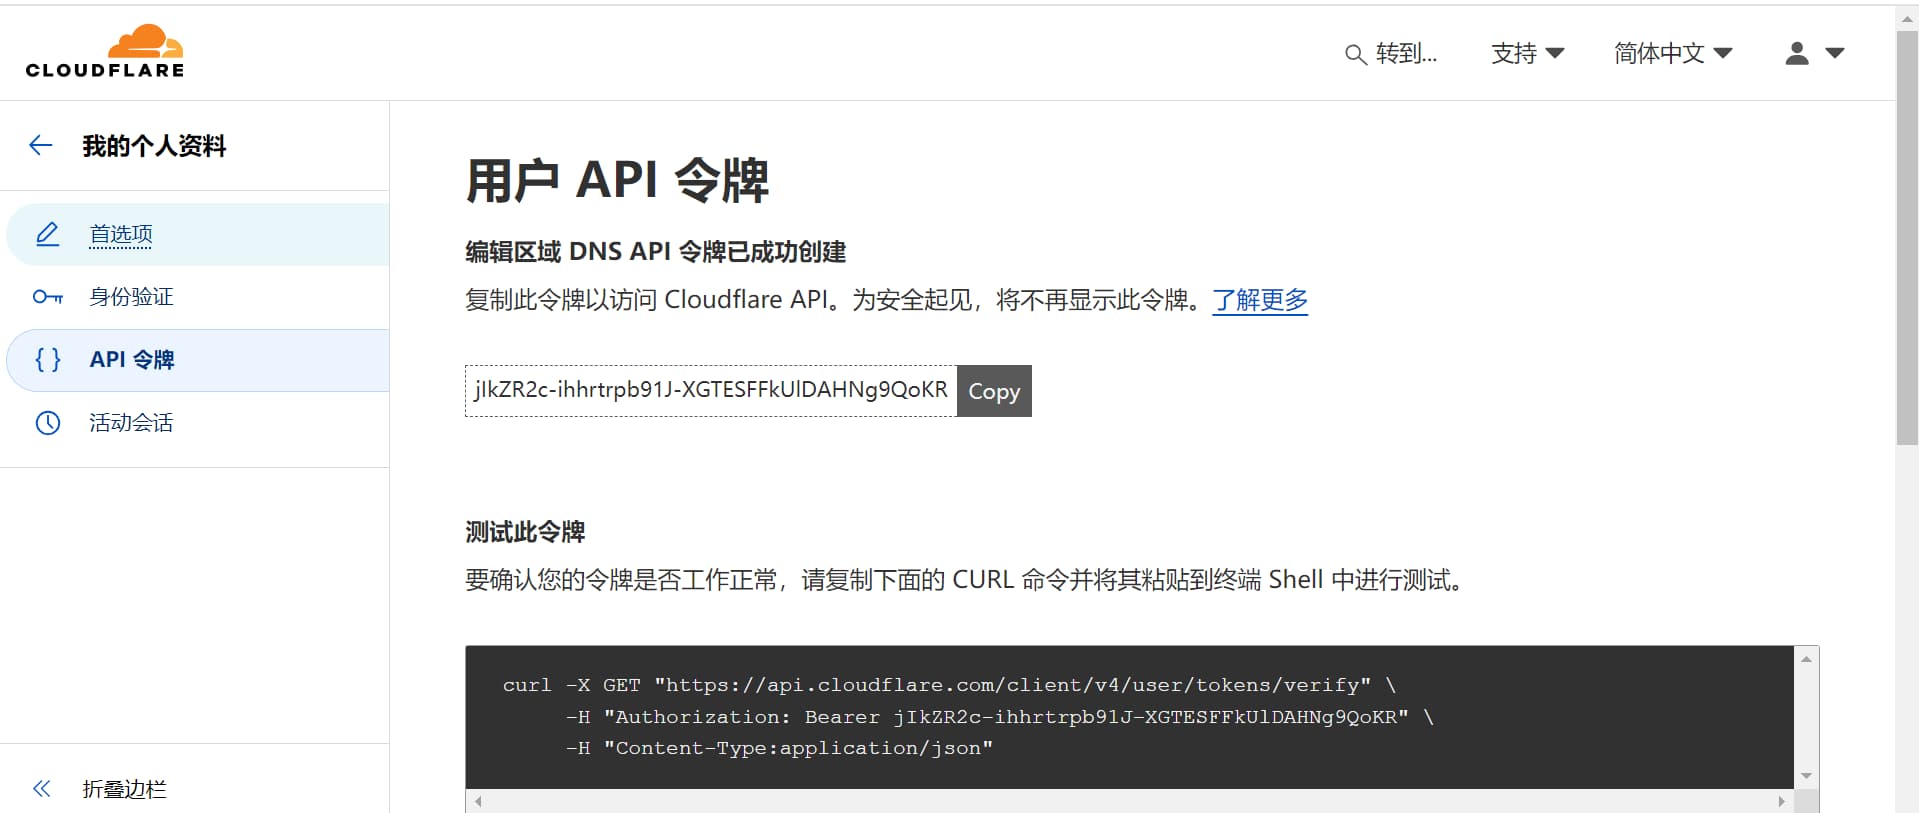 CLOUDFLARE
转到...
支持
简体中文
我的个人资料
首选项
身份验证
API 令牌
活动会话
折叠边栏
用户 API 令牌
编辑区域 DNS API 令牌已成功创建
复制此令牌以访问 Cloudflare API。为安全起见，将不再显示此令牌。了解更多
jIkZR2c-ihhrtrpb91J-XGTESFFkUlDAHNg9QoKR
Copy
测试此令牌
要确认您的令牌是否工作正常，请复制下面的 CURL 命令并将其粘贴到终端 Shell 中进行测试。
curl -X GET "https://api.cloudflare.com/client/v4/user/tokens/verify" \
-H "Authorization: Bearer jIkZR2c-ihhrtrpb91J-XGTESFFkUlDAHNg9QoKR" \
-H "Content-Type:application/json"